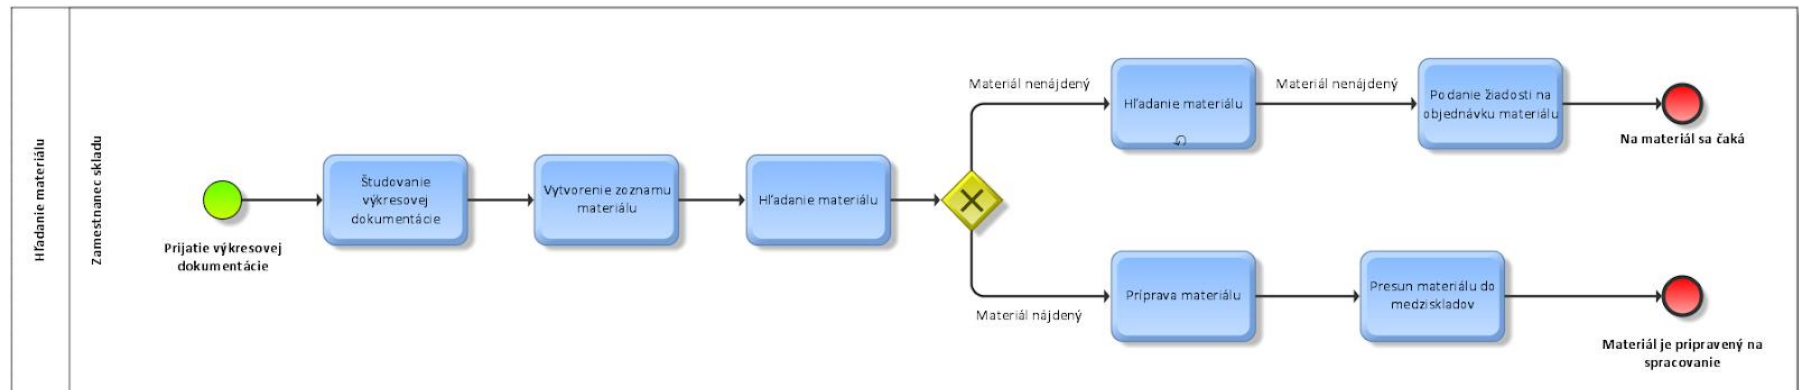 Hľadanie materiálu
Zamestnanec skladu
Prijatie výkresovej
dokumentácie
Študovanie
výkresovej
dokumentácie
Vytvorenie zoznamu
materiálu
Hľadanie materiálu
Materiál nenájdený
Hľadanie materiálu
Materiál nenájdený
Podanie žiadosti na
objednávku materiálu
Na materiál sa čaká
Materiál nájdený
Príprava materiálu
Presun materiálu do
medziskladov
Materiál je pripravený na
spracovanie